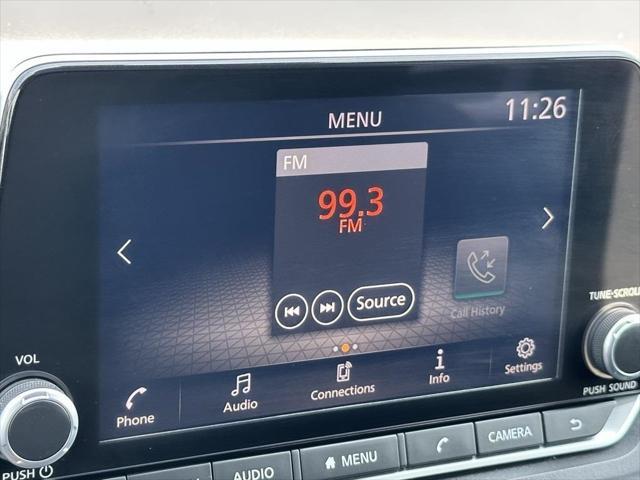 MENU
11:26
FM
99.3
FM
Source
Call History
Phone
Audio
Connections
Info
Settings
VOL
PUSH
TUNE-SCROLL
PUSH SOUND
AUDIO
MENU
CAMERA